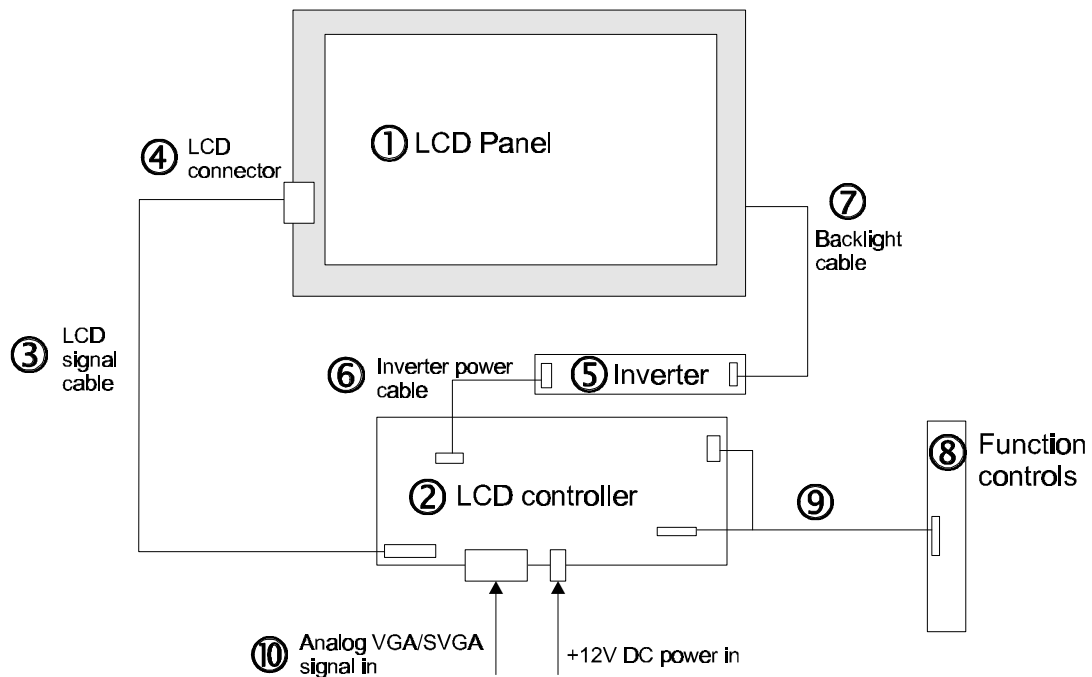 ① LCD Panel
④ LCD
connector
⑦
Backlight
cable
③ LCD
signal
cable
⑥ Inverter power
cable
⑤ Inverter
⑧ Function
controls
② LCD controller
⑨
⑩ Analog VGA/SVGA
signal in
+12V DC power in